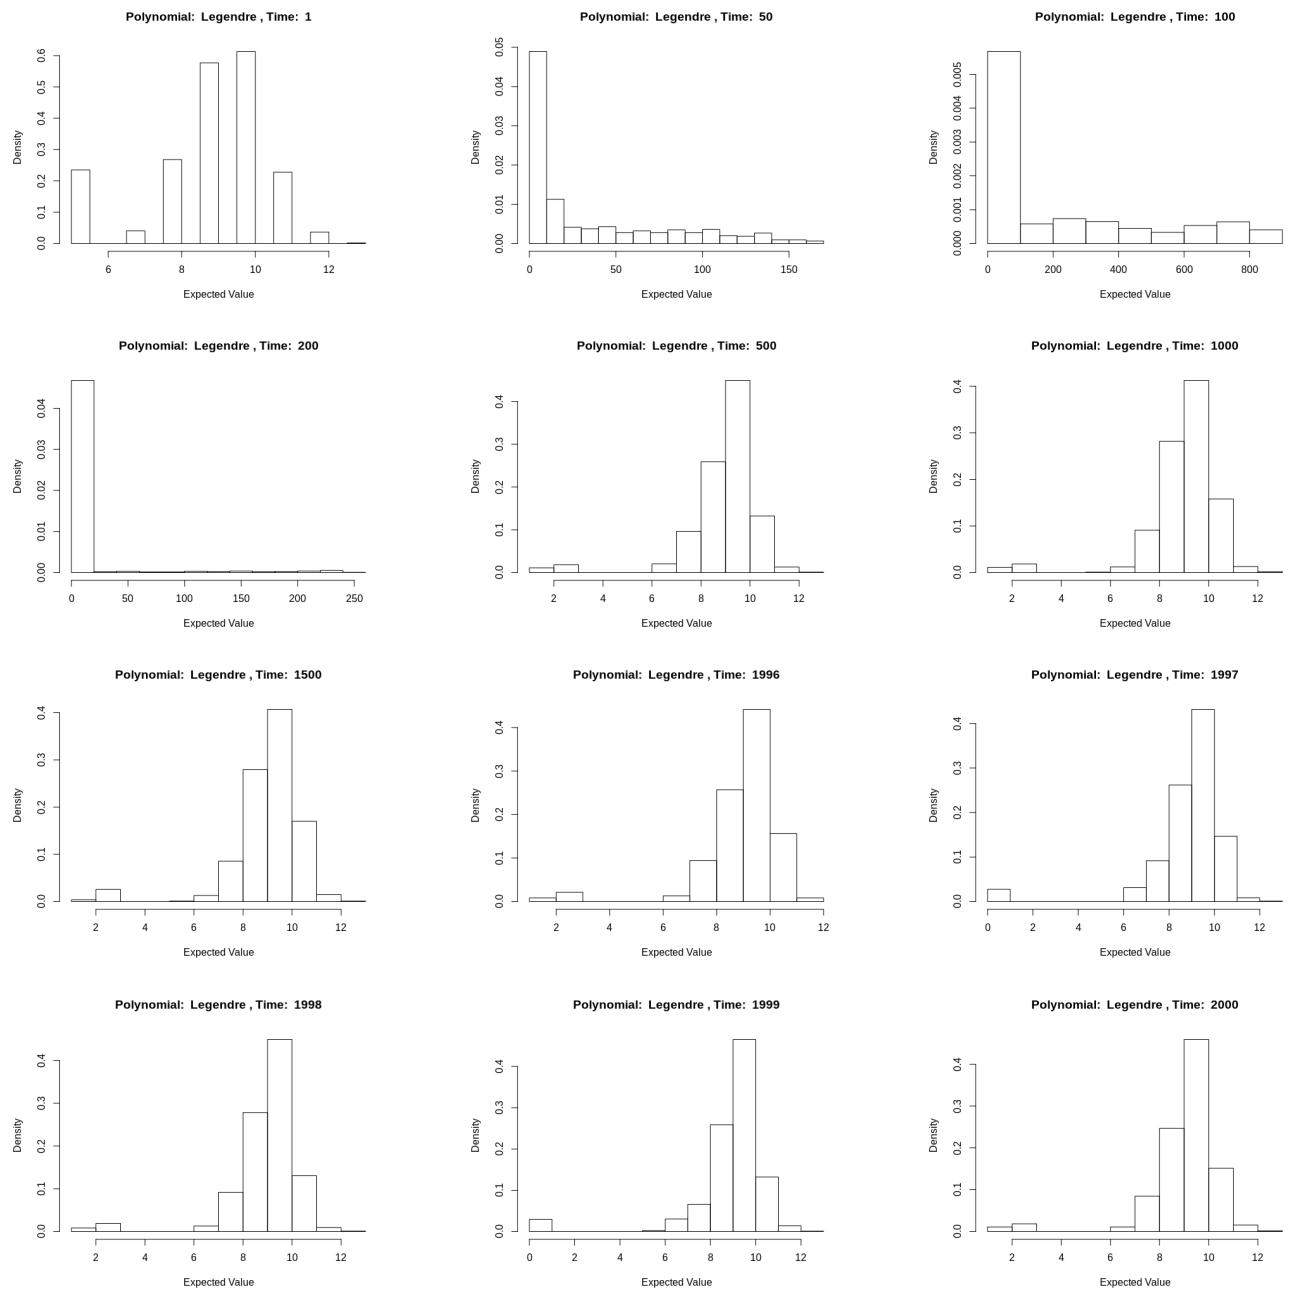 Polynomial:  Legendre , Time:  1
Density
0.0 0.1 0.2 0.3 0.4 0.5 0.6
6 8 10 12
Expected Value
Polynomial:  Legendre , Time:  50
Density
0.00 0.01 0.02 0.03 0.04 0.05
0 50 100 150
Expected Value
Polynomial:  Legendre , Time:  100
Density
0.000 0.001 0.002 0.003 0.004 0.005
0 200 400 600 800
Expected Value
Polynomial:  Legendre , Time:  200
Density
0.00 0.01 0.02 0.03 0.04
0 50 100 150 200 250
Expected Value
Polynomial:  Legendre , Time:  500
Density
0.0 0.1 0.2 0.3 0.4
2 4 6 8 10 12
Expected Value
Polynomial:  Legendre , Time:  1000
Density
0.0 0.1 0.2 0.3 0.4
2 4 6 8 10 12
Expected Value
Polynomial:  Legendre , Time:  1500
Density
0.0 0.1 0.2 0.3 0.4
2 4 6 8 10 12
Expected Value
Polynomial:  Legendre , Time:  1996
Density
0.0 0.1 0.2 0.3 0.4
2 4 6 8 10 12
Expected Value
Polynomial:  Legendre , Time:  1997
Density
0.0 0.1 0.2 0.3 0.4
0 2 4 6 8 10 12
Expected Value
Polynomial:  Legendre , Time:  1998
Density
0.0 0.1 0.2 0.3 0.4
2 4 6 8 10 12
Expected Value
Polynomial:  Legendre , Time:  1999
Density
0.0 0.1 0.2 0.3 0.4
0 2 4 6 8 10 12
Expected Value
Polynomial:  Legendre , Time:  2000
Density
0.0 0.1 0.2 0.3 0.4
2 4 6 8 10 12
Expected Value